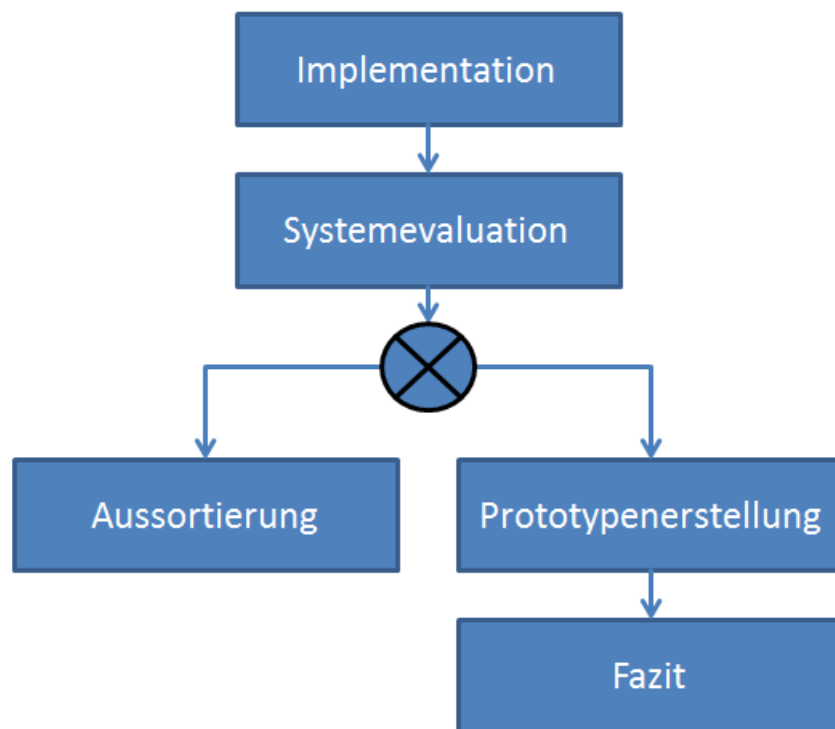 Implementation
Systemevaluation
Aussortierung
Prototypenerstellung
Fazit